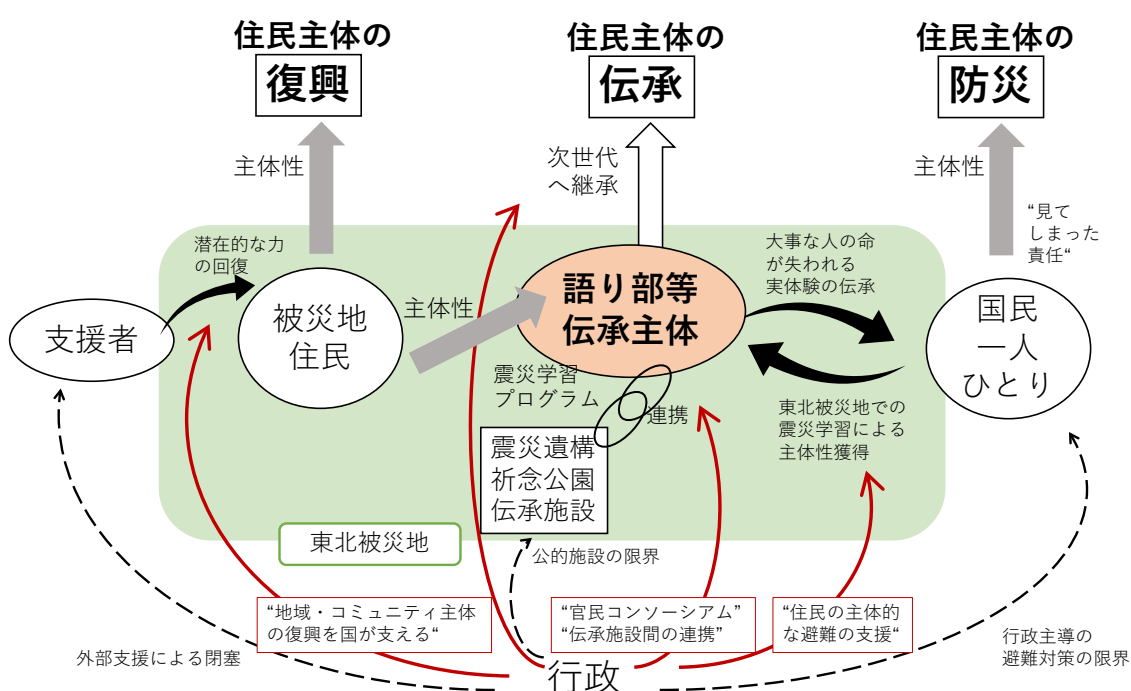 住民主体の
復興
住民主体の
伝承
住民主体の
防災
主体性
次世代
へ継承
主体性
“見て
しまった
責任“
潜在的な力
の回復
大事な人の命
が失われる
実体験の伝承
支援者
被災地
住民
主体性
語り部等
伝承主体
国民
一人
ひとり
震災学習
プログラム
連携
東北被災地での
震災学習による
主体性獲得
震災遺構
祈念公園
伝承施設
東北被災地
公的施設の限界
“地域・コミュニティ主体
の復興を国が支える“
“官民コンソーシアム”
“伝承施設間の連携”
“住民の主体的
な避難の支援“
外部支援による閉塞
行政
行政主導の
避難対策の限界